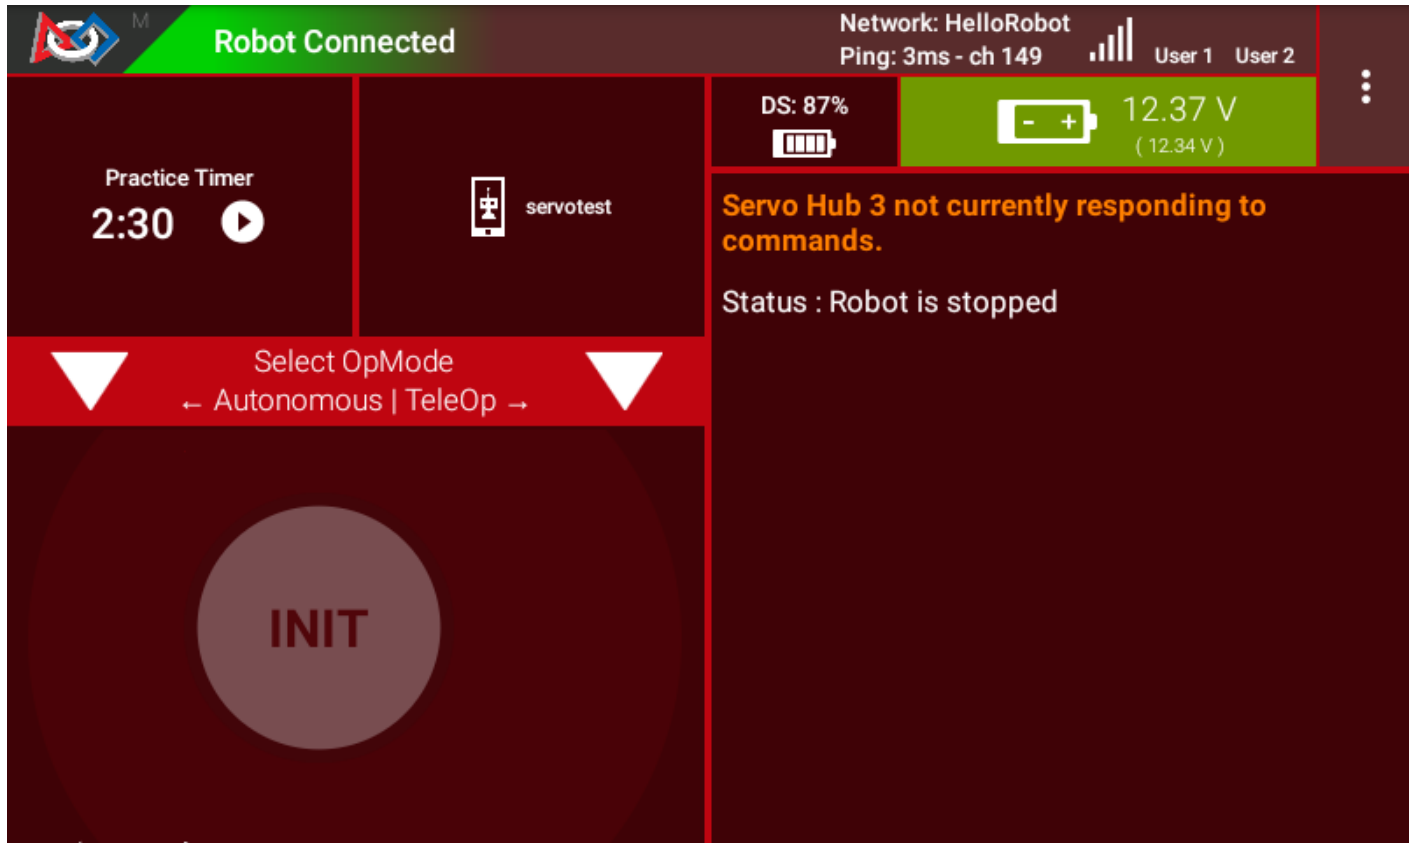 M
Robot Connected
Network: HelloRobot
Ping: 3ms - ch 149
User 1 User 2
DS: 87%
- +
12.37 V
( 12.34 V )
Practice Timer
2:30
servotest
Servo Hub 3 not currently responding to
commands.
Status : Robot is stopped
Select OpMode
← Autonomous | TeleOp →
INIT